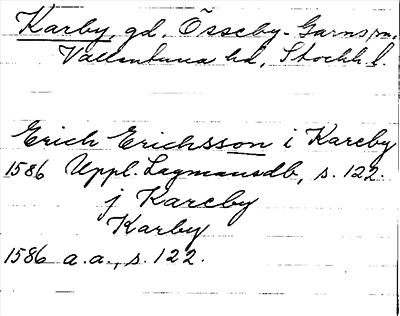 Karby, gd, Össeby-Garns sn,
Vallentuna hd, Stockh. l.
Erich Erichsson i Kareby
1586 Uppl. Lagmansdb, s. 122.
j Kareby
Karby
1586 a.a., s. 122.